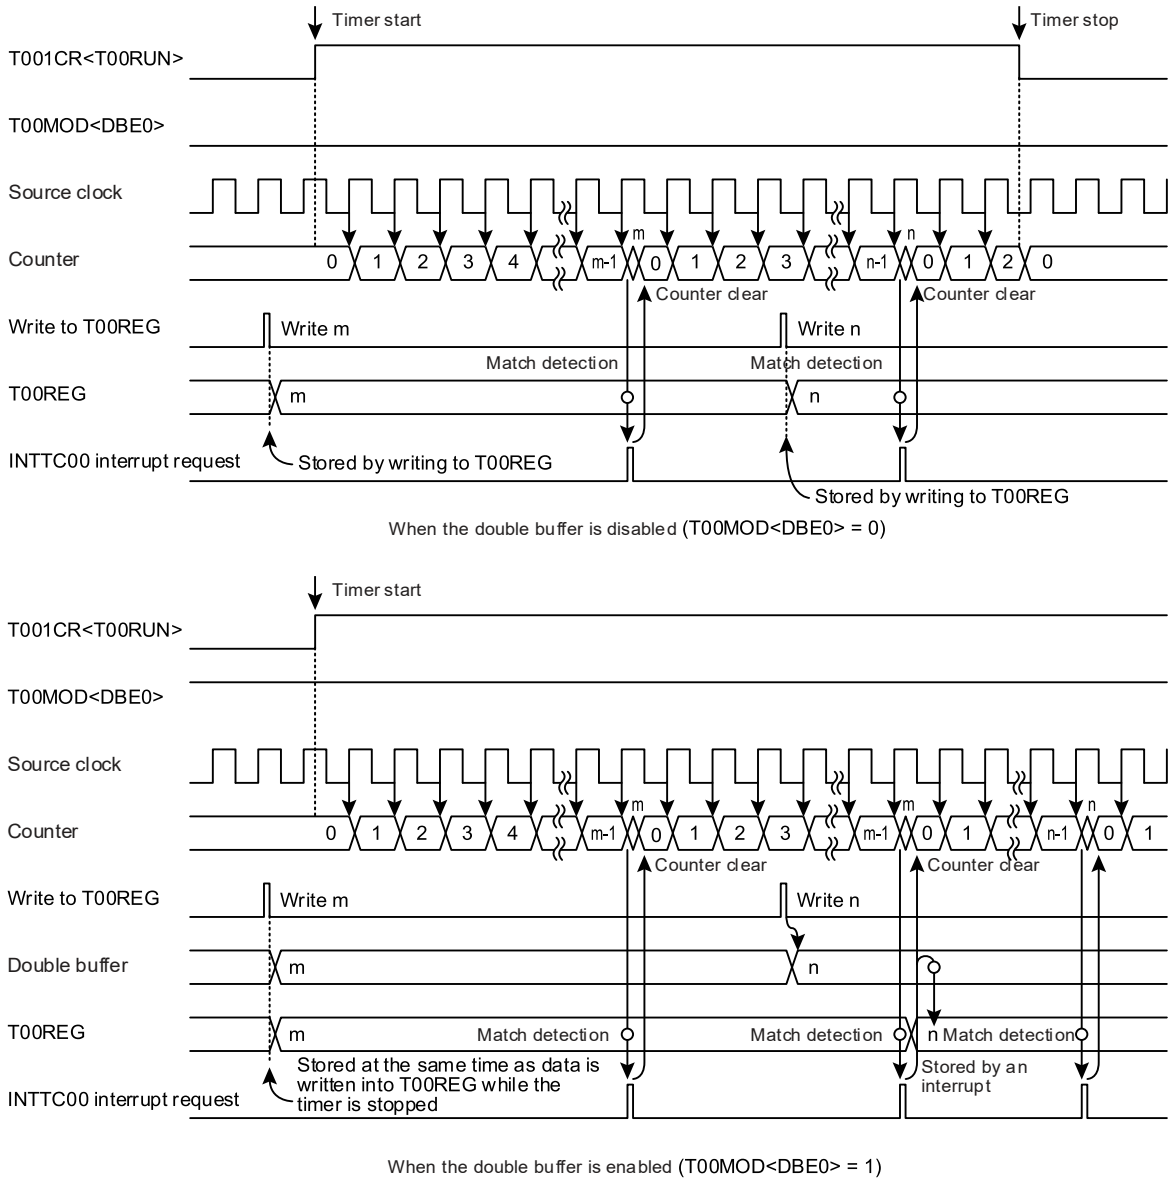 Timer start
Timer stop
T001CR<T00RUN>
T00MOD<DBE0>
Source clock
m
n
Counter
0 1 2 3 4 m-1 0 1 2 3 n-1 0 1 2 0
Counter clear
Counter clear
Write to T00REG
Write m
Write n
Match detection
Match detection
T00REG
m
n
INTTC00 interrupt request
Stored by writing to T00REG
Stored by writing to T00REG
When the double buffer is disabled (T00MOD<DBE0> = 0)
Timer start
T001CR<T00RUN>
T00MOD<DBE0>
Source clock
m
m
n
Counter
0 1 2 3 4 m-1 0 1 2 3 m-1 0 1 n-1 0 1
Counter clear
Counter clear
Write to T00REG
Write m
Write n
Double buffer
m
n
T00REG
m
Match detection
Match detection
n
Match detection
Stored at the same time as data is
written into T00REG while the
timer is stopped
Stored by an
interrupt
INTTC00 interrupt request
When the double buffer is enabled (T00MOD<DBE0> = 1)